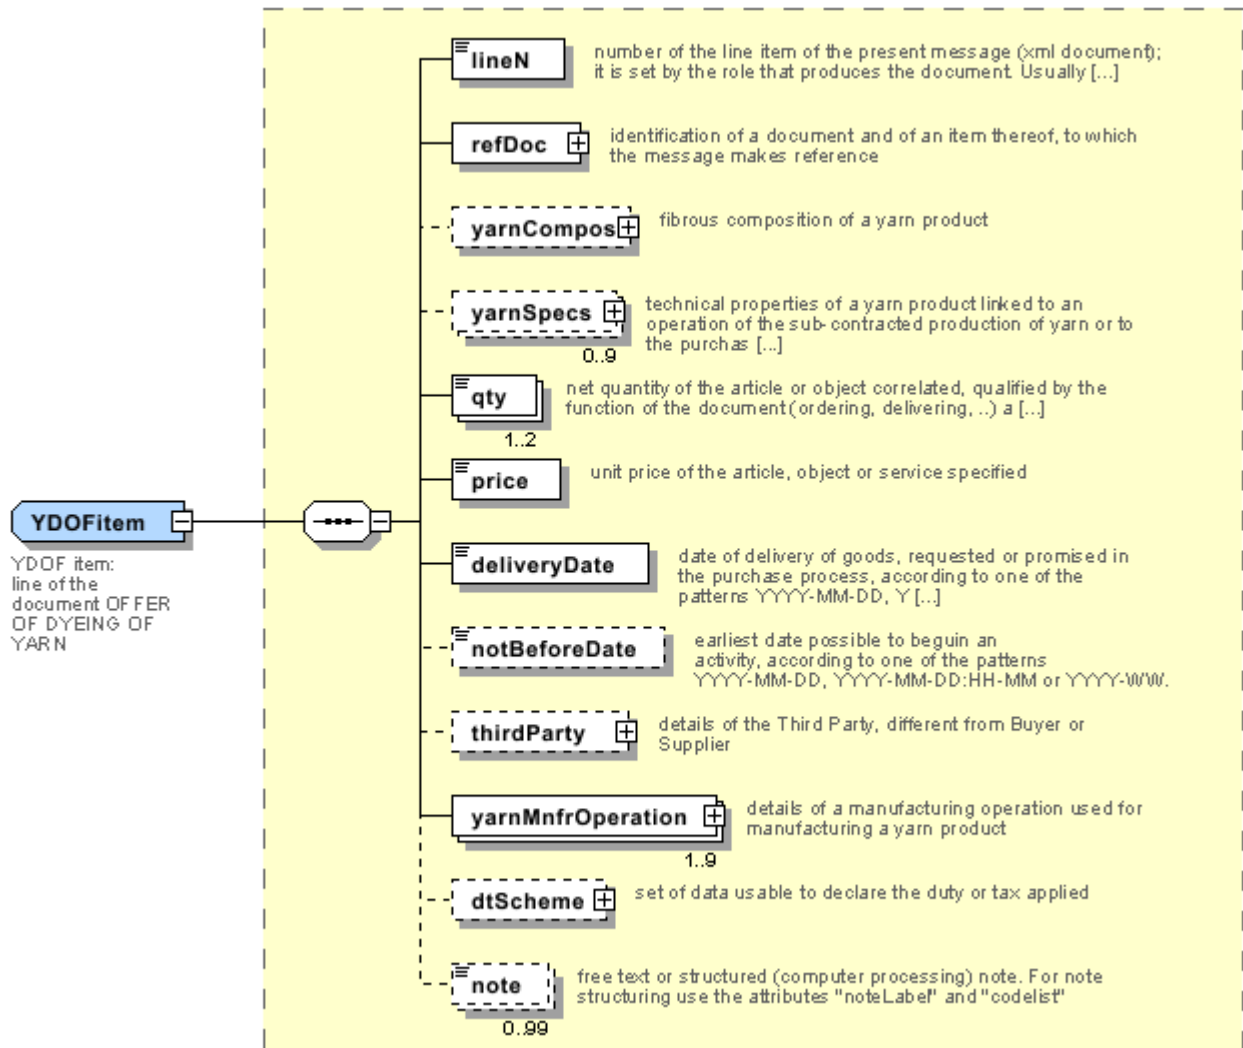 lineN
number of the line item of the present message (xml document);
it is set by the role that produces the document. Usually [...]
refDoc
identification of a document and of an item thereof, to which
the message makes reference
yarnCompos
fibrous composition of a yarn product
yarnSpecs
technical properties of a yarn product linked to an
operation of the sub-contracted production of yarn or to
the purchas [...]
0..9
qty
net quantity of the article or object correlated, qualified by the
function of the document (ordering, delivering, ..) a [...]
1..2
price
unit price of the article, object or service specified
YDOFitem
YDOF item:
line of the
document OFFER
OF DYEING OF
YARN
deliveryDate
date of delivery of goods, requested or promised in
the purchase process, according to one of the
patterns YYYY-MM-DD, Y [...]
notBeforeDate
earliest date possible to beguin an
activity, according to one of the patterns
YYYY-MM-DD, YYYY-MM-DD:HH-MM or YYYY-WW.
thirdParty
details of the Third Party, different from Buyer or
Supplier
yarnMnfrOperation
details of a manufacturing operation used for
manufacturing a yarn product
1..9
dtScheme
set of data usable to declare the duty or tax applied
note
free text or structured (computer processing) note. For note
structuring use the attributes "noteLabel" and "codelist"
0..99